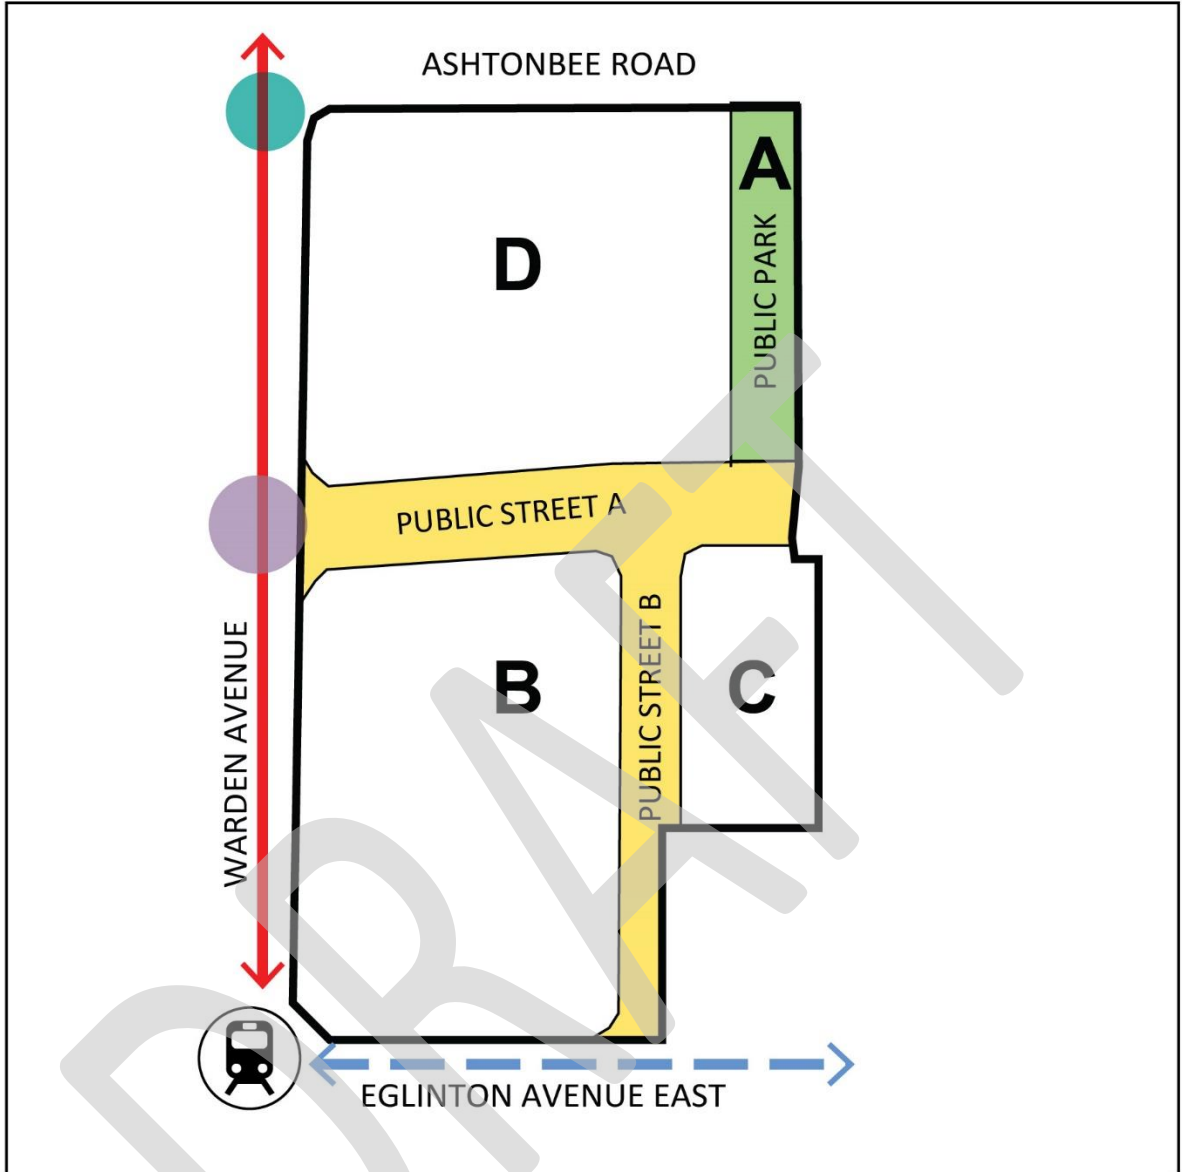 ASHTONBEE ROAD
A
PUBLIC PARK
D
PUBLIC STREET A
WARDEN AVENUE
B
PUBLIC STREET B
C
EGLINTON AVENUE EAST
DRAFT